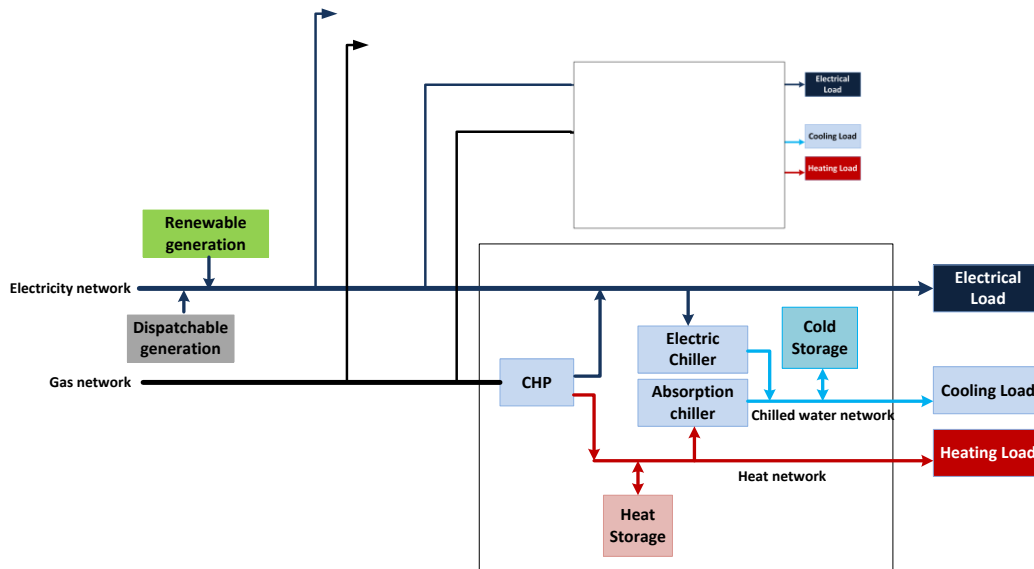 Electrical
Load
Cooling Load
Heating Load
Renewable
generation
Electricity network
Electrical
Load
Dispatchable
generation
Cold
Storage
Electric
Chiller
Gas network
CHP
Absorption
chiller
Cooling Load
Chilled water network
Heating Load
Heat network
Heat
Storage